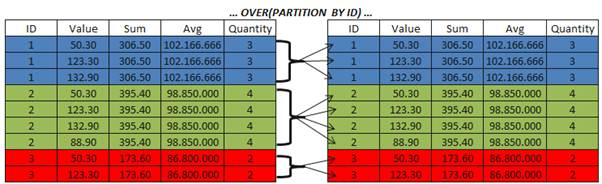 ... OVER(PARTITION BY ID) ...
ID Value Sum Avg Quantity ID Value Sum Avg Quantity
1 50.30 306.50 102.166.666 3 1 50.30 306.50 102.166.666 3
1 123.30 306.50 102.166.666 3 1 123.30 306.50 102.166.666 3
1 132.90 306.50 102.166.666 3 1 132.90 306.50 102.166.666 3
2 50.30 395.40 98.850.000 4 2 50.30 395.40 98.850.000 4
2 123.30 395.40 98.850.000 4 2 123.30 395.40 98.850.000 4
2 132.90 395.40 98.850.000 4 2 132.90 395.40 98.850.000 4
2 88.90 395.40 98.850.000 4 2 88.90 395.40 98.850.000 4
3 50.30 173.60 86.800.000 2 3 50.30 173.60 86.800.000 2
3 123.30 173.60 86.800.000 2 3 123.30 173.60 86.800.000 2